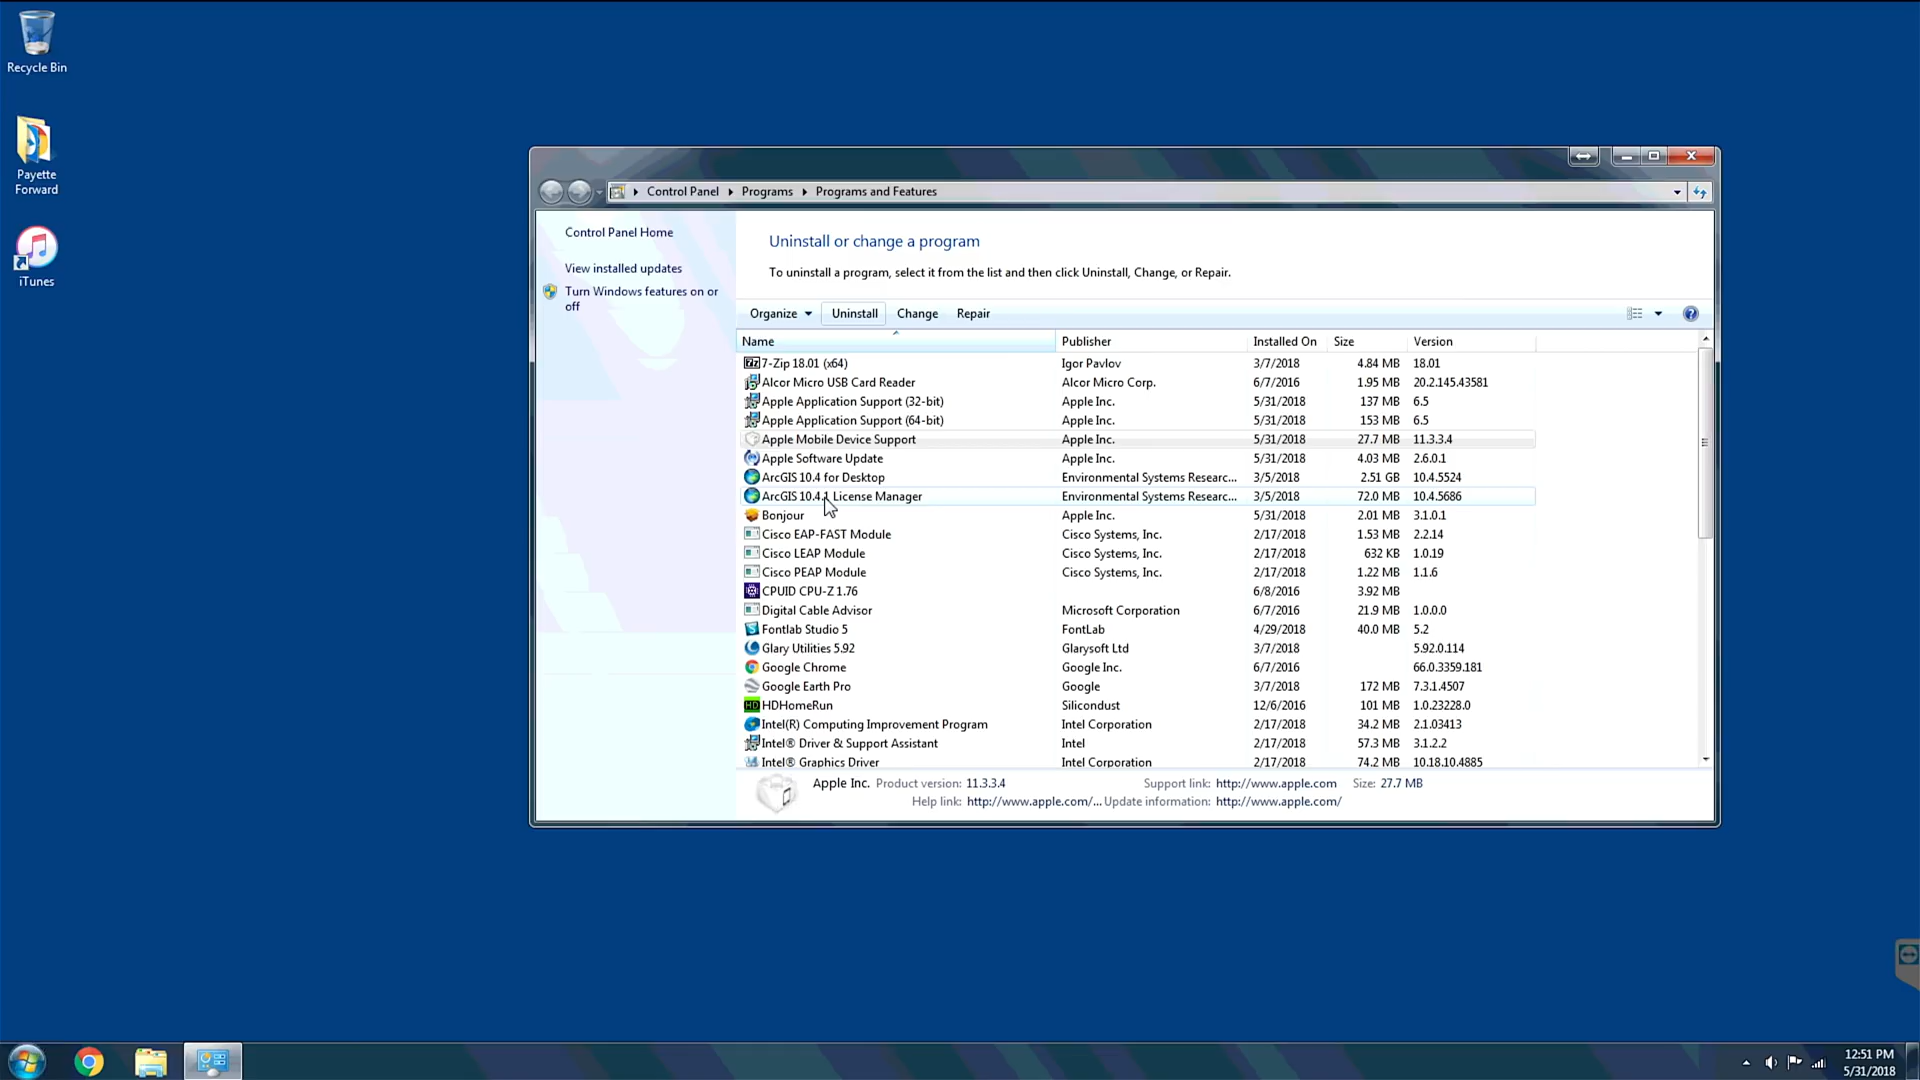 Recycle Bin
Payette
Forward
iTunes
Control Panel Programs Programs and Features
Control Panel Home
View installed updates
Turn Windows features on or
off
Uninstall or change a program
To uninstall a program, select it from the list and then click Uninstall, Change, or Repair.
Organize Uninstall Change Repair
Name Publisher Installed On Size Version
7-Zip 18.01 (x64) Igor Pavlov 3/7/2018 4.84 MB 18.01
Alcor Micro USB Card Reader Alcor Micro Corp. 6/7/2016 1.95 MB 20.2.145.43581
Apple Application Support (32-bit) Apple Inc. 5/31/2018 137 MB 6.5
Apple Application Support (64-bit) Apple Inc. 5/31/2018 153 MB 6.5
Apple Mobile Device Support Apple Inc. 5/31/2018 27.7 MB 11.3.3.4
Apple Software Update Apple Inc. 5/31/2018 4.03 MB 2.6.0.1
ArcGIS 10.4 for Desktop Environmental Systems Researc... 3/5/2018 2.51 GB 10.4.5524
ArcGIS 10.4.1 License Manager Environmental Systems Researc... 3/5/2018 72.0 MB 10.4.5686
Bonjour Apple Inc. 5/31/2018 2.01 MB 3.1.0.1
Cisco EAP-FAST Module Cisco Systems, Inc. 2/17/2018 1.53 MB 2.2.14
Cisco LEAP Module Cisco Systems, Inc. 2/17/2018 632 KB 1.0.19
Cisco PEAP Module Cisco Systems, Inc. 2/17/2018 1.22 MB 1.1.6
CPUID CPU-Z 1.76 6/8/2016 3.92 MB
Digital Cable Advisor Microsoft Corporation 6/7/2016 21.9 MB 1.0.0.0
Fontlab Studio 5 FontLab 4/29/2018 40.0 MB 5.2
Glary Utilities 5.92 Glarysoft Ltd 3/7/2018 5.92.0.114
Google Chrome Google Inc. 6/7/2016 66.0.3359.181
Google Earth Pro Google 3/7/2018 172 MB 7.3.1.4507
HDHomeRun Silicondust 12/6/2016 101 MB 1.0.23228.0
Intel(R) Computing Improvement Program Intel Corporation 2/17/2018 34.2 MB 2.1.03413
Intel® Driver & Support Assistant Intel 2/17/2018 57.3 MB 3.1.2.2
Intel® Graphics Driver Intel Corporation 2/17/2018 74.2 MB 10.18.10.4885
Apple Inc. Product version: 11.3.3.4 Support link: http://www.apple.com Size: 27.7 MB
Help link: http://www.apple.com/... Update information: http://www.apple.com/
12:51 PM
5/31/2018